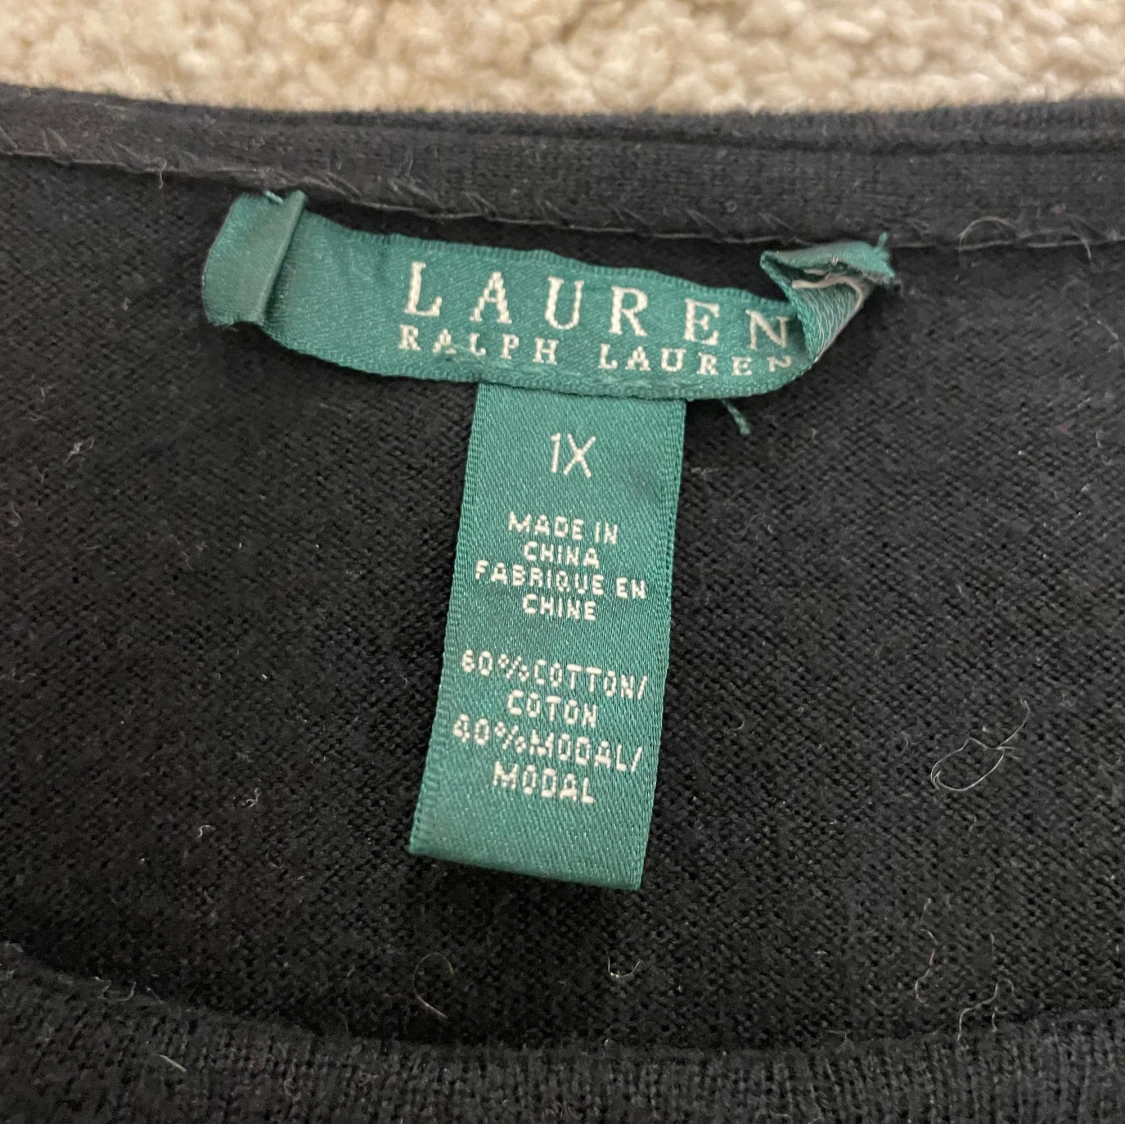 LAUREN
RALPH LAUREN
1X
MADE IN
CHINA
FABRIQUE EN
CHINE
60%COTTON/
COTON
40%MODAL/
MODAL